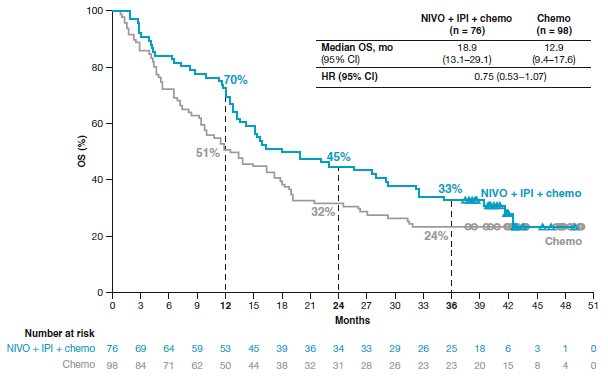 NIVO + IPI + chemo Chemo
(n = 76) (n = 98)
Median OS, mo 18.9 12.9
(95% CI) (13.1–29.1) (9.4–17.6)
HR (95% CI) 0.75 (0.53–1.07)
100
80
60
40
20
0
OS (%)
70%
51%
45%
32%
33%
24%
NIVO + IPI + chemo
Chemo
0 3 6 9 12 15 18 21 24 27 30 33 36 39 42 45 48 51
Months
Number at risk
NIVO + IPI + chemo 76 69 64 59 53 45 39 36 34 33 29 26 25 18 6 3 1 0
Chemo 98 84 71 62 50 44 38 32 31 28 26 23 23 20 15 8 4 0